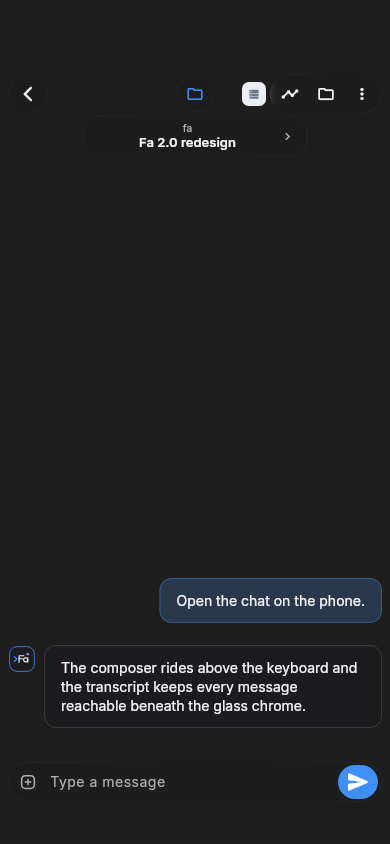 fa
Fa 2.0 redesign
Open the chat on the phone.
>Fa
The composer rides above the keyboard and
the transcript keeps every message
reachable beneath the glass chrome.
Type a message